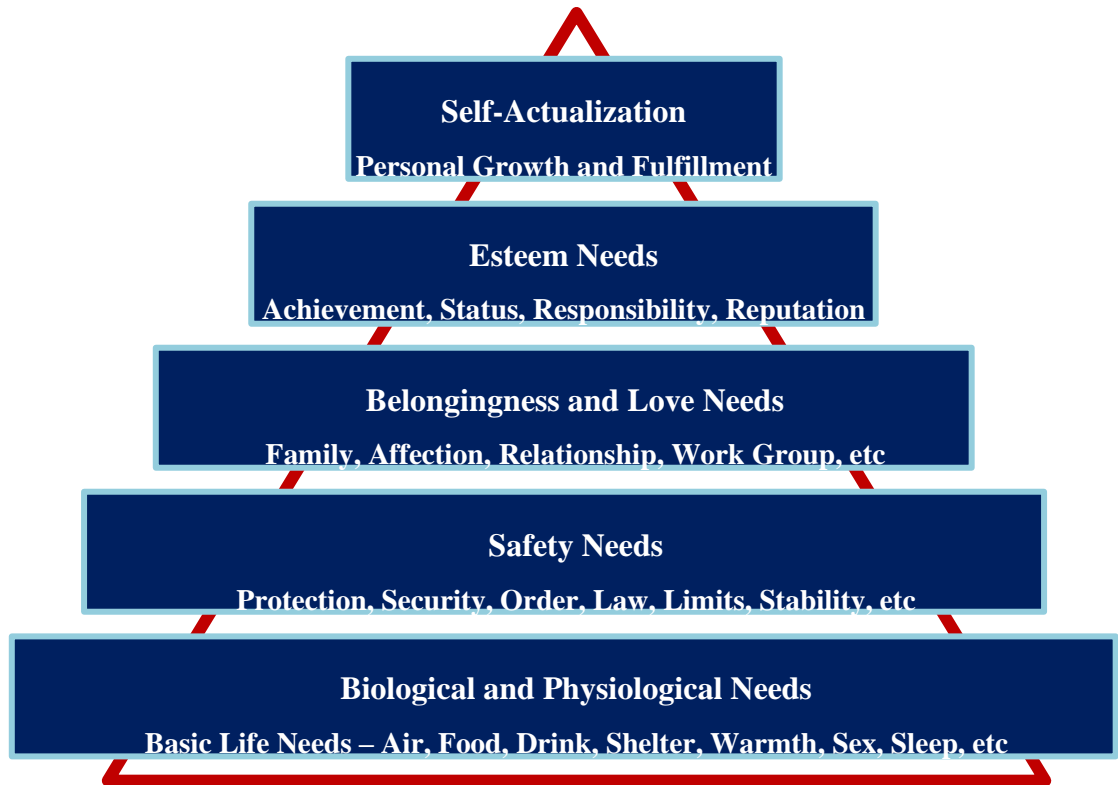 Self-Actualization
Personal Growth and Fulfillment
Esteem Needs
Achievement, Status, Responsibility, Reputation
Belongingness and Love Needs
Family, Affection, Relationship, Work Group, etc
Safety Needs
Protection, Security, Order, Law, Limits, Stability, etc
Biological and Physiological Needs
Basic Life Needs – Air, Food, Drink, Shelter, Warmth, Sex, Sleep, etc